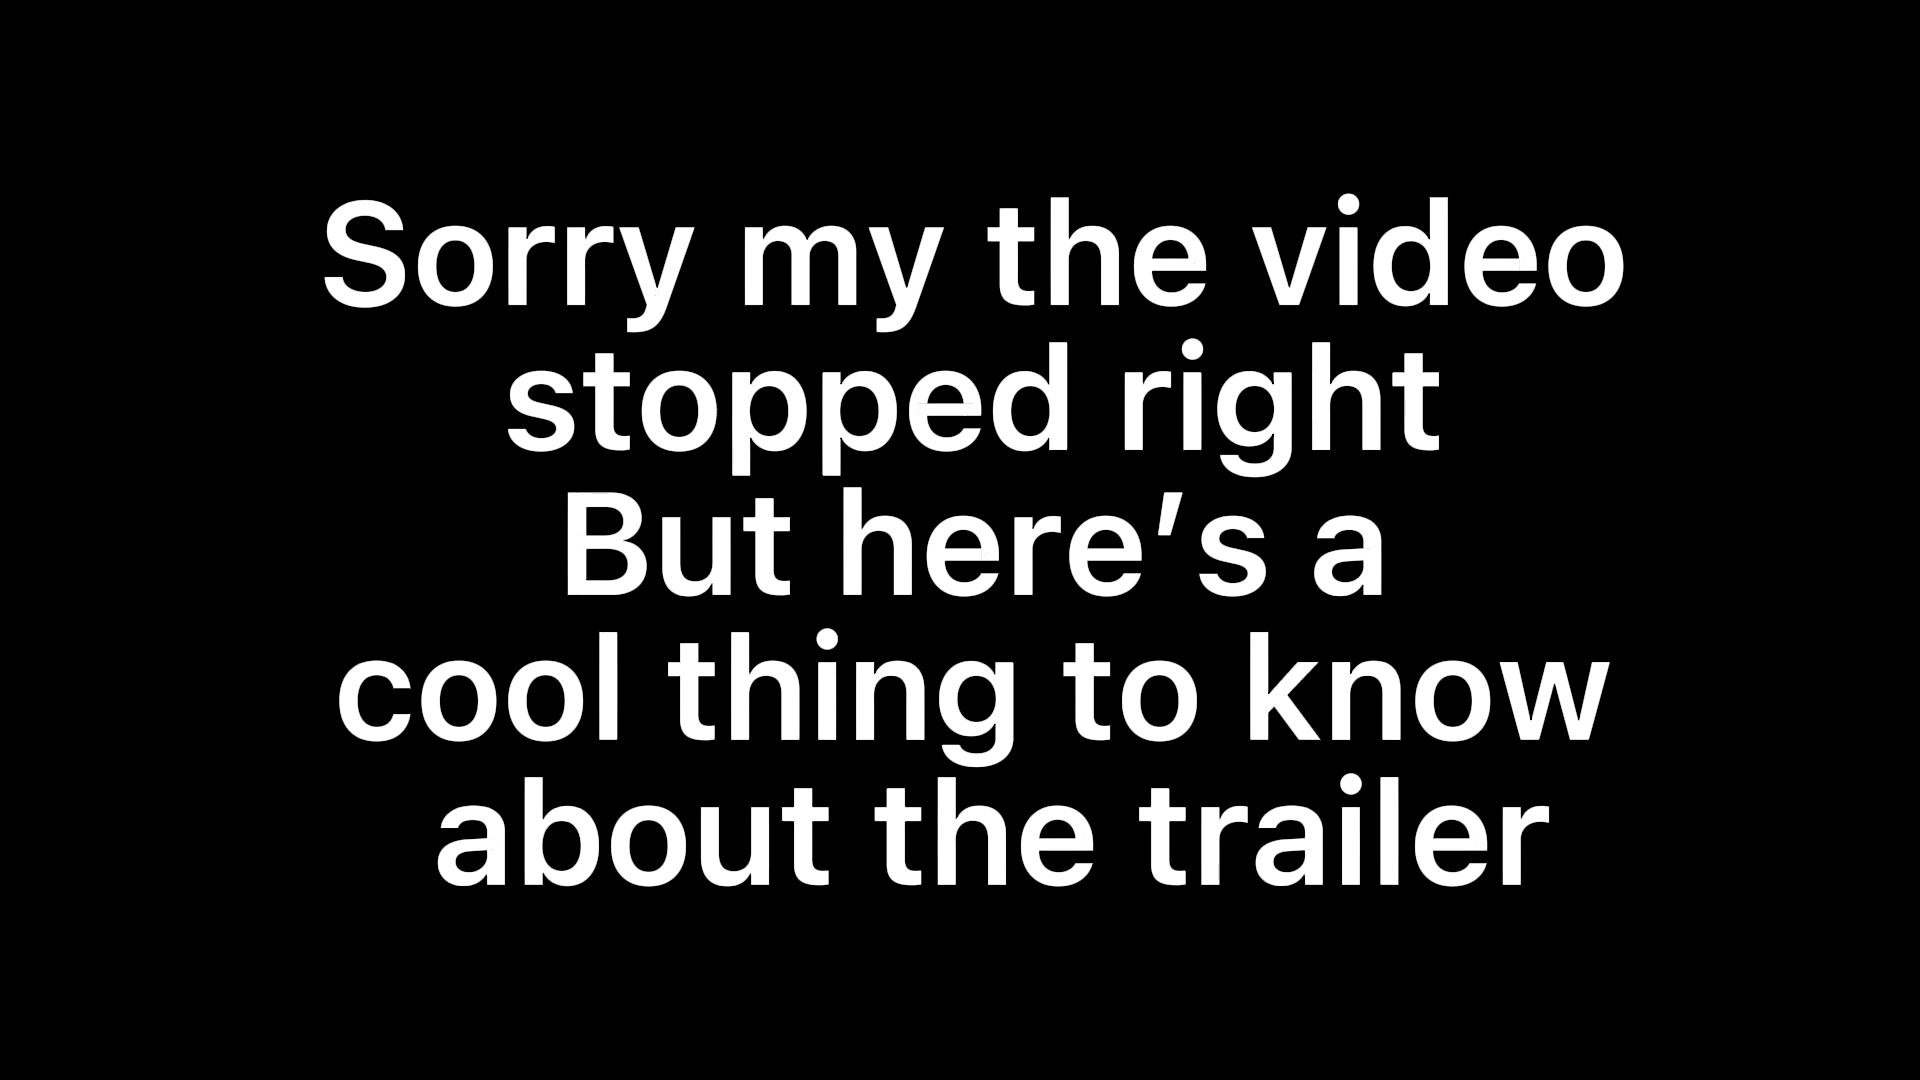 Sorry my the video
stopped right
But here’s a
cool thing to know
about the trailer